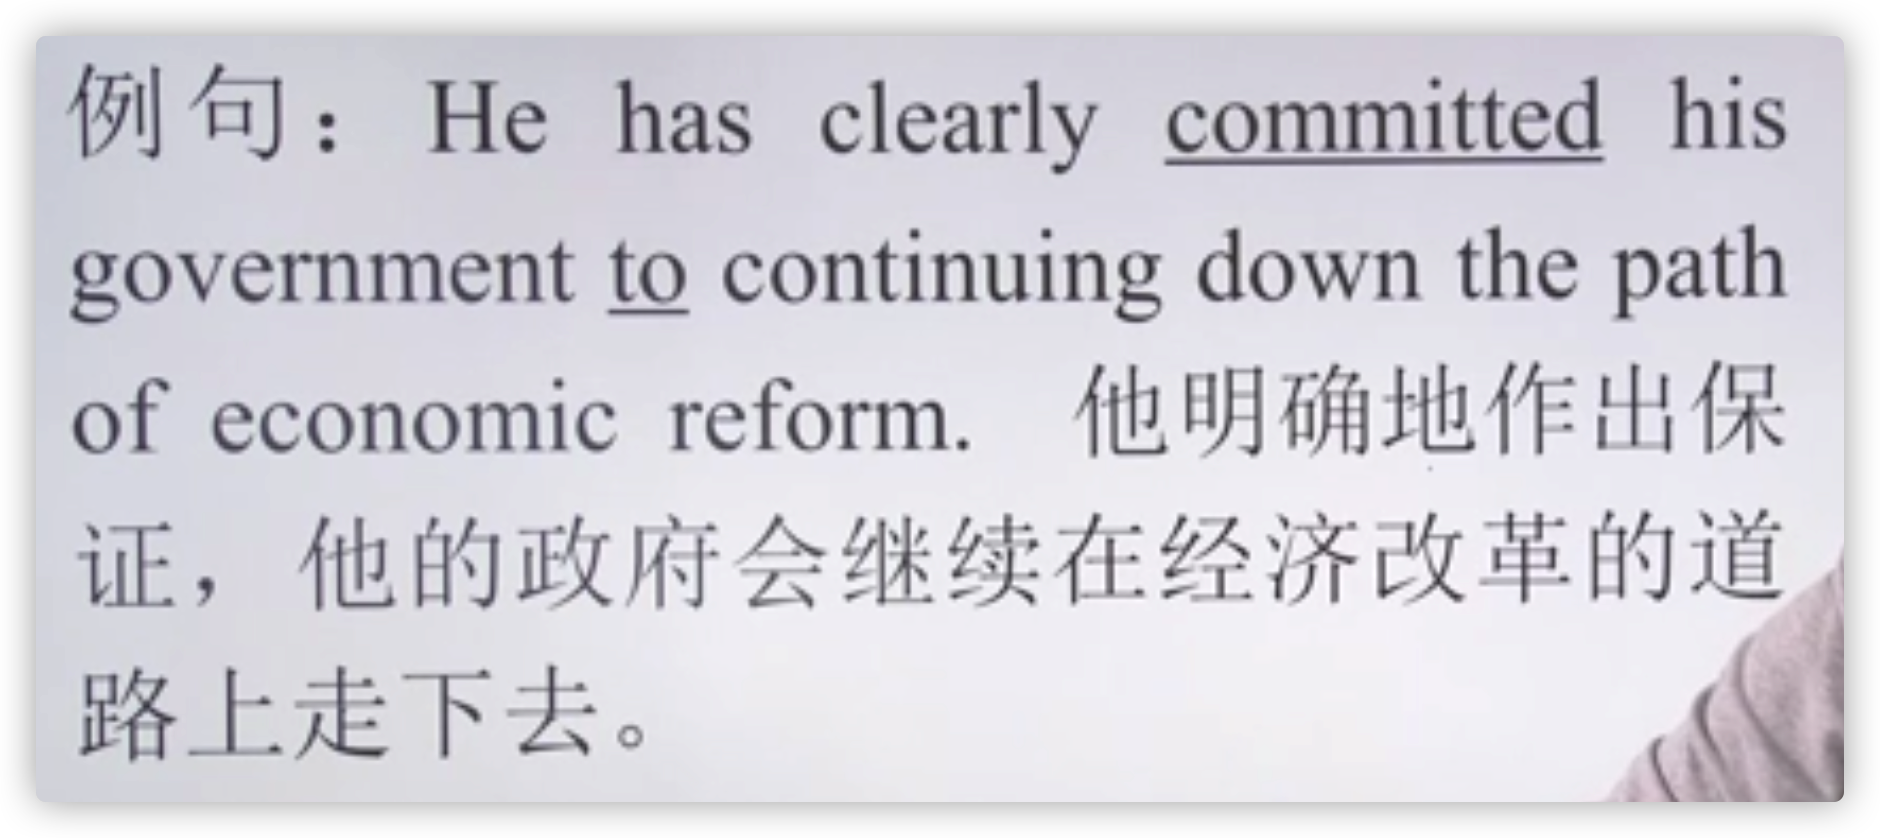 例句：He has clearly committed his
government to continuing down the path
of economic reform. 他明确地作出保
证，他的政府会继续在经济改革的道
路上走下去。